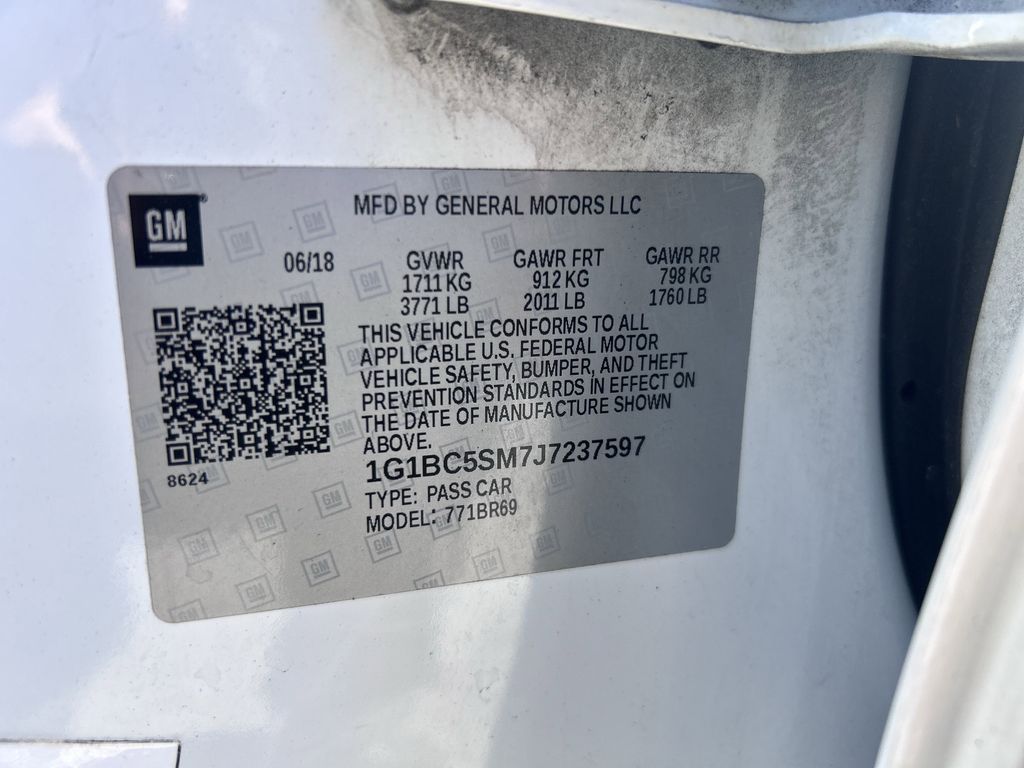 GM
MFD BY GENERAL MOTORS LLC
06/18
GVWR GAWR FRT GAWR RR
1711 KG 912 KG 798 KG
3771 LB 2011 LB 1760 LB
THIS VEHICLE CONFORMS TO ALL
APPLICABLE U.S. FEDERAL MOTOR
VEHICLE SAFETY, BUMPER, AND THEFT
PREVENTION STANDARDS IN EFFECT ON
THE DATE OF MANUFACTURE SHOWN
ABOVE.
8624
1G1BC5SM7J7237597
TYPE: PASS CAR
MODEL: 771BR69